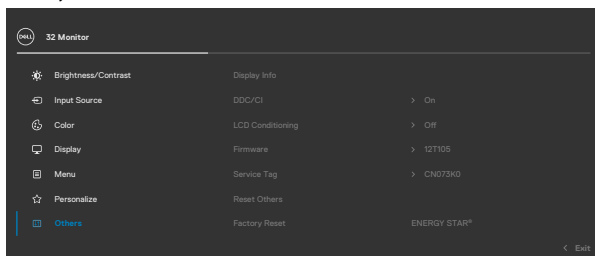 DELL
32 Monitor
Brightness/Contrast Display Info
Input Source DDC/CI > On
Color LCD Conditioning > Off
Display Firmware > 12T105
Menu Service Tag > CN073K0
Personalize Reset Others
Others Factory Reset ENERGY STAR®
< Exit